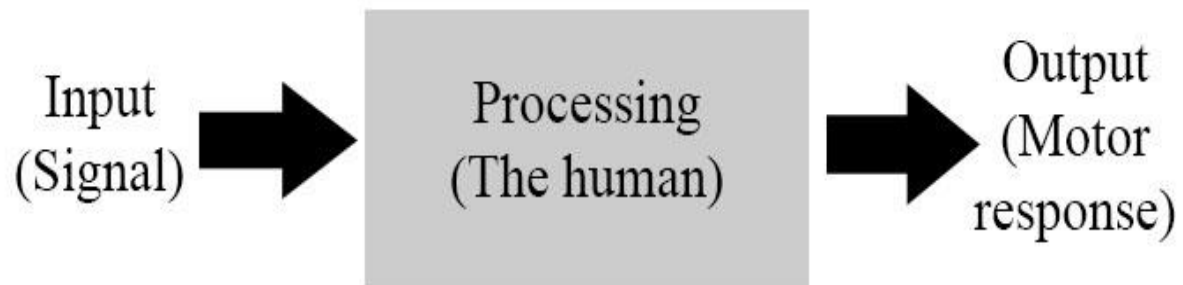 Input
(Signal)
Processing
(The human)
Output
(Motor
response)